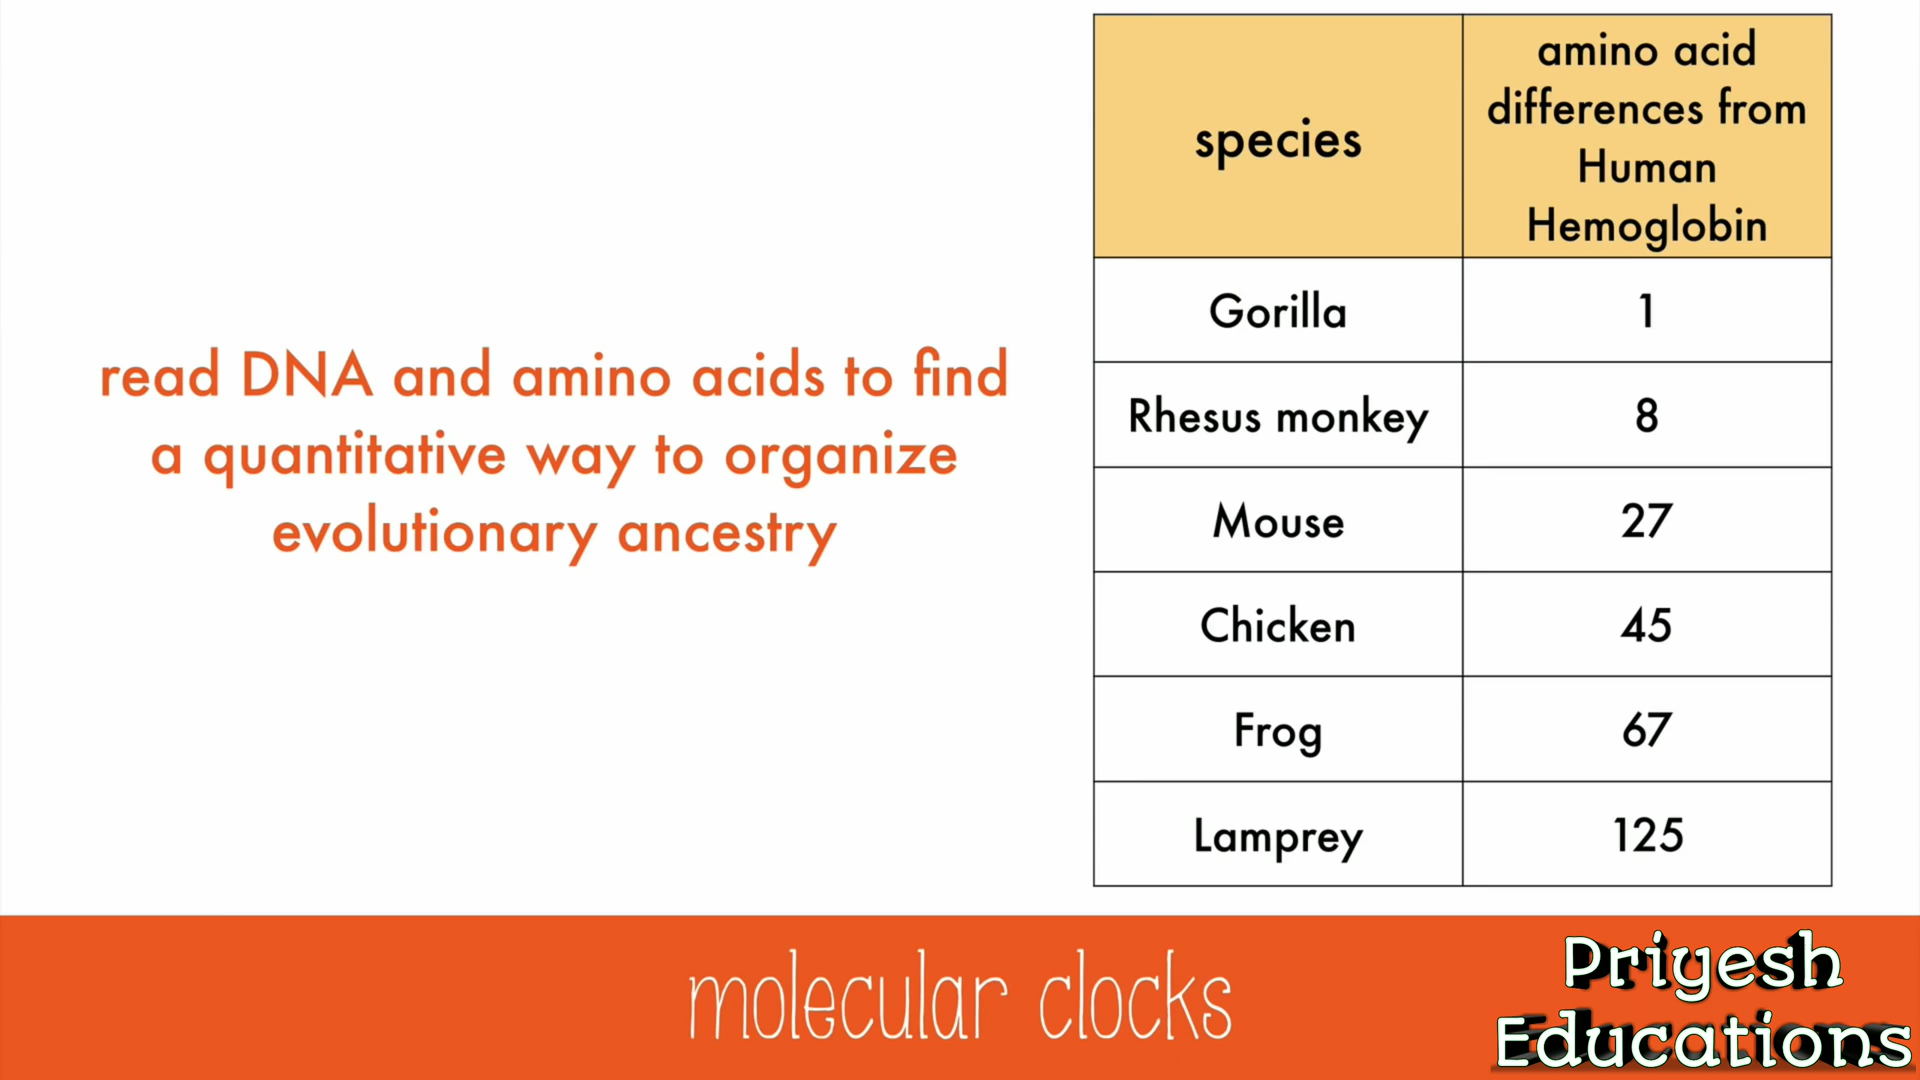 read DNA and amino acids to find
a quantitative way to organize
evolutionary ancestry
species
amino acid
differences from
Human
Hemoglobin
Gorilla 1
Rhesus monkey 8
Mouse 27
Chicken 45
Frog 67
Lamprey 125
molecular clocks
Priyesh
Educations